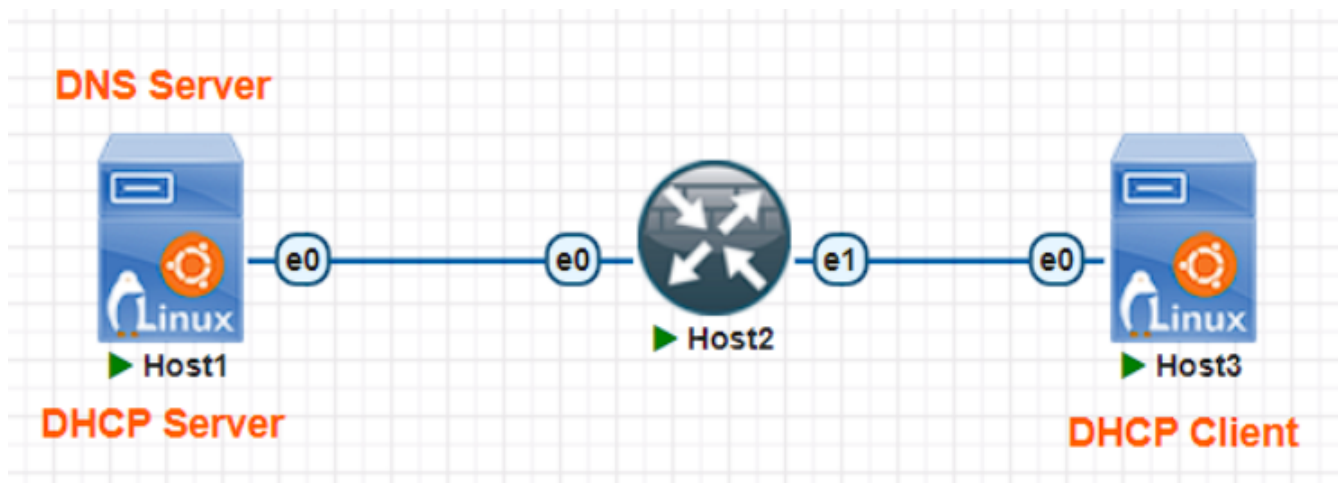 DNS Server
Linux
Host1
DHCP Server
e0
e0
Host2
e1
e0
Linux
Host3
DHCP Client